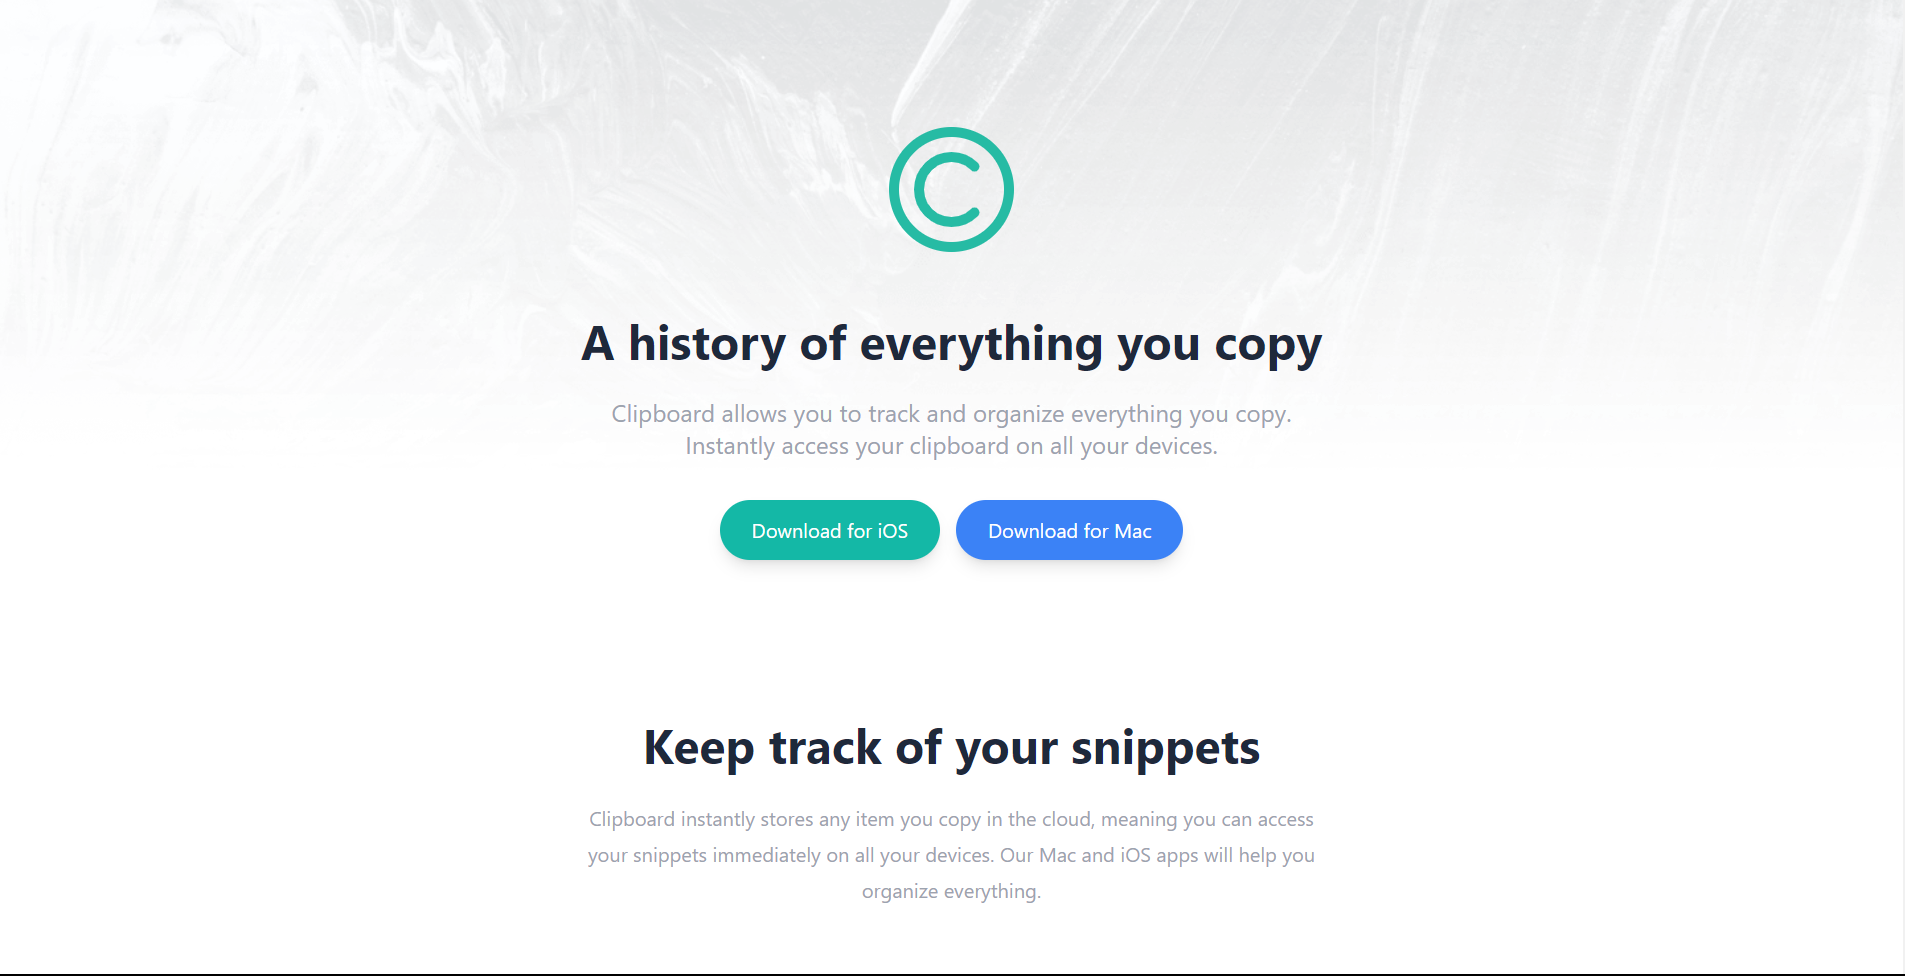 C
A history of everything you copy
Clipboard allows you to track and organize everything you copy.
Instantly access your clipboard on all your devices.
Download for iOS
Download for Mac
Keep track of your snippets
Clipboard instantly stores any item you copy in the cloud, meaning you can access
your snippets immediately on all your devices. Our Mac and iOS apps will help you
organize everything.